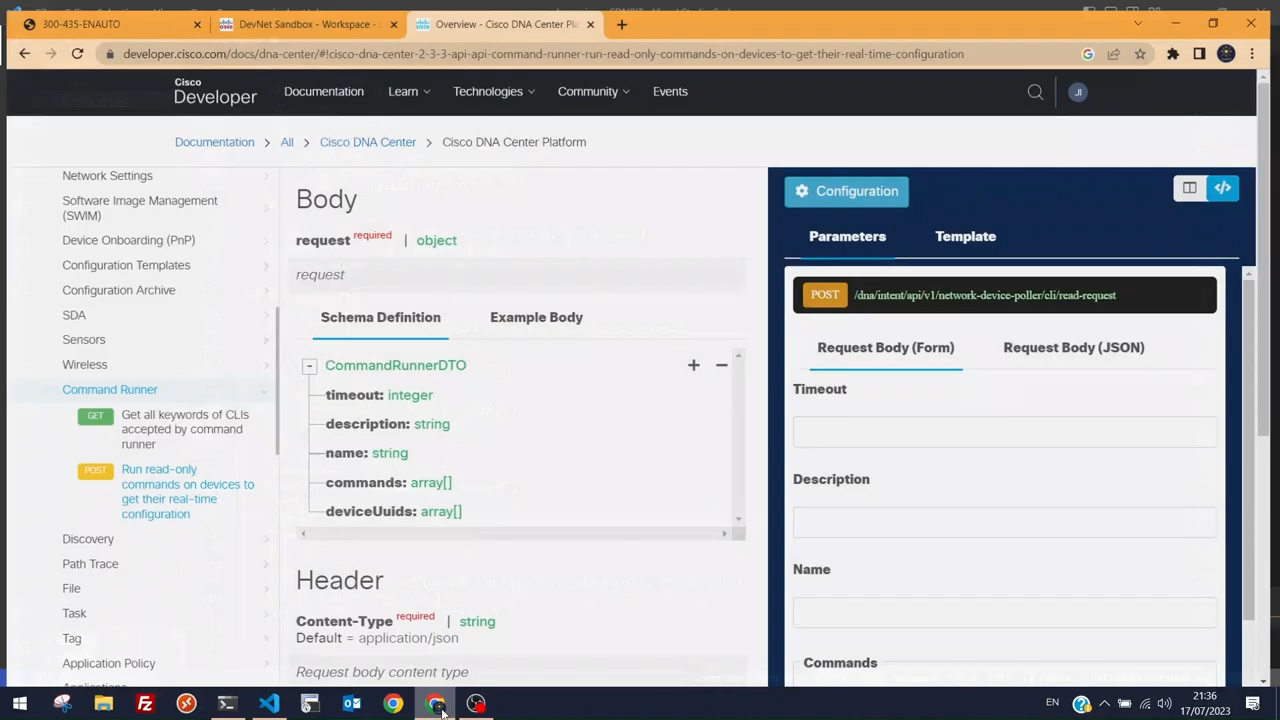 300-435-ENAUTO
DevNet Sandbox - Workspace -
Overview - Cisco DNA Center Pla
developer.cisco.com/docs/dna-center/#!cisco-dna-center-2-3-3-api-api-command-runner-run-read-only-commands-on-devices-to-get-their-real-time-configuration
Cisco
Developer
Documentation
Learn
Technologies
Community
Events
JI
Documentation > All > Cisco DNA Center > Cisco DNA Center Platform
Network Settings
Software Image Management
(SWIM)
Device Onboarding (PnP)
Configuration Templates
Configuration Archive
SDA
Sensors
Wireless
Command Runner
GET
Get all keywords of CLIs
accepted by command
runner
POST
Run read-only
commands on devices to
get their real-time
configuration
Discovery
Path Trace
File
Task
Tag
Application Policy
Body
request required | object
request
Schema Definition
Example Body
CommandRunnerDTO
timeout: integer
description: string
name: string
commands: array[]
deviceUuids: array[]
Header
Content-Type required | string
Default = application/json
Request body content type
Configuration
Parameters
Template
POST /dna/intent/api/v1/network-device-poller/cli/read-request
Request Body (Form)
Request Body (JSON)
Timeout
Description
Name
Commands
EN
21:36
17/07/2023